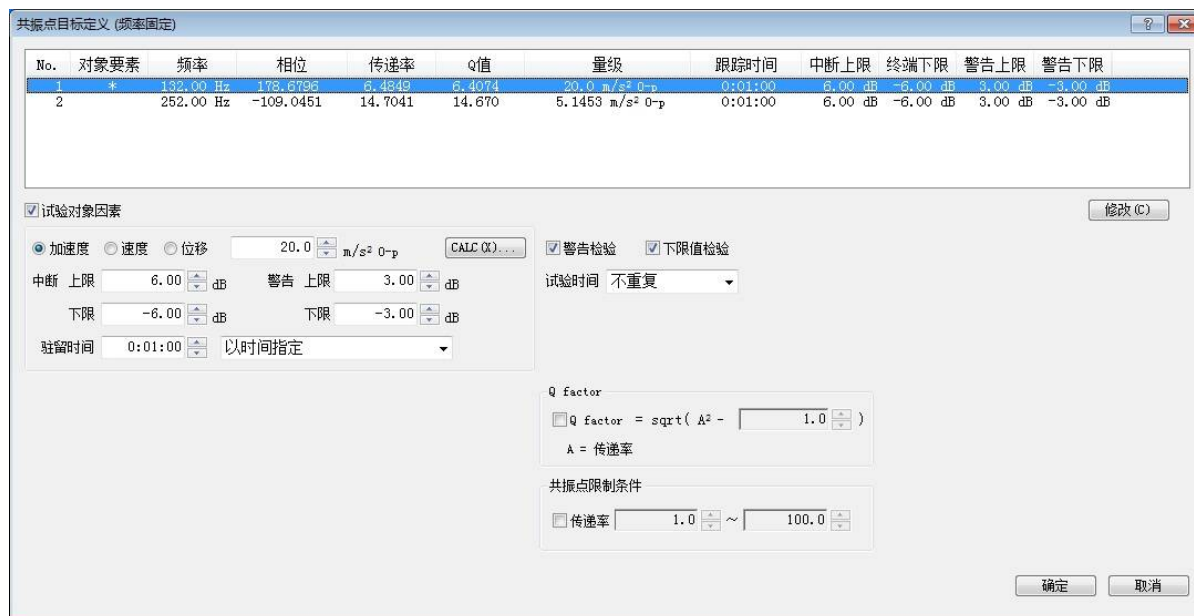 共振点目标定义 (频率固定)
No. 对象要素 频率 相位 传递率 Q值 量级 跟踪时间 中断上限 终端下限 警告上限 警告下限
1 * 132.00 Hz 178.6796 6.4849 6.4074 20.0 m/s² 0-p 0:01:00 6.00 dB -6.00 dB 3.00 dB -3.00 dB
2 252.00 Hz -109.0451 14.7041 14.670 5.1453 m/s² 0-p 0:01:00 6.00 dB -6.00 dB 3.00 dB -3.00 dB
试验对象因素 修改(C)
加速度 速度 位移 20.0 m/s² 0-p CALC(X)... 警告检验 下限值检验
中断 上限 6.00 dB 警告 上限 3.00 dB 试验时间 不重复
下限 -6.00 dB 下限 -3.00 dB
驻留时间 0:01:00 以时间指定
Q factor
Q factor = sqrt( A² - 1.0 )
A = 传递率
共振点限制条件
传递率 1.0 ~ 100.0
确定 取消